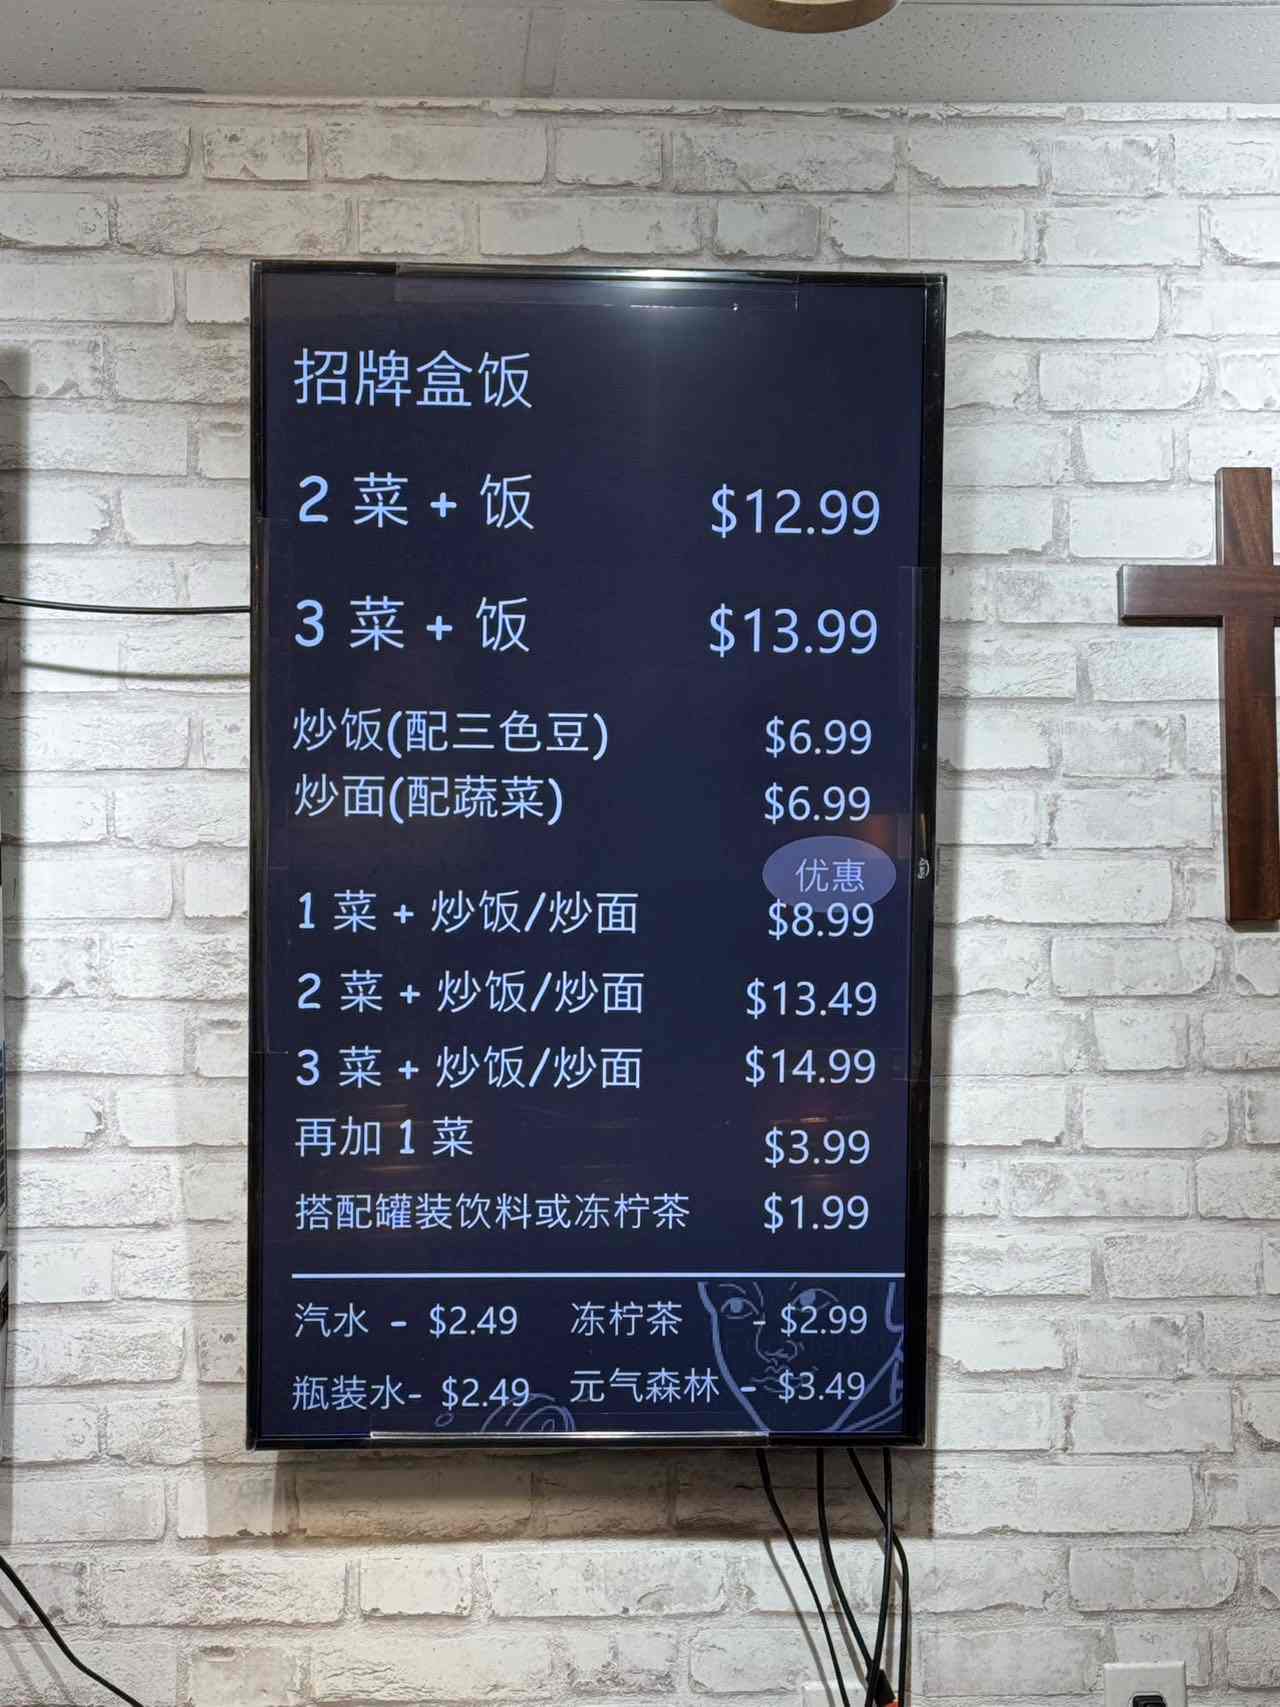 招牌盒饭
2 菜 + 饭 $12.99
3 菜 + 饭 $13.99
炒饭(配三色豆) $6.99
炒面(配蔬菜) $6.99
优惠
1 菜 + 炒饭/炒面 $8.99
2 菜 + 炒饭/炒面 $13.49
3 菜 + 炒饭/炒面 $14.99
再加 1 菜 $3.99
搭配罐装饮料或冻柠茶 $1.99
汽水 - $2.49 冻柠茶 - $2.99
瓶装水- $2.49 元气森林 - $3.49